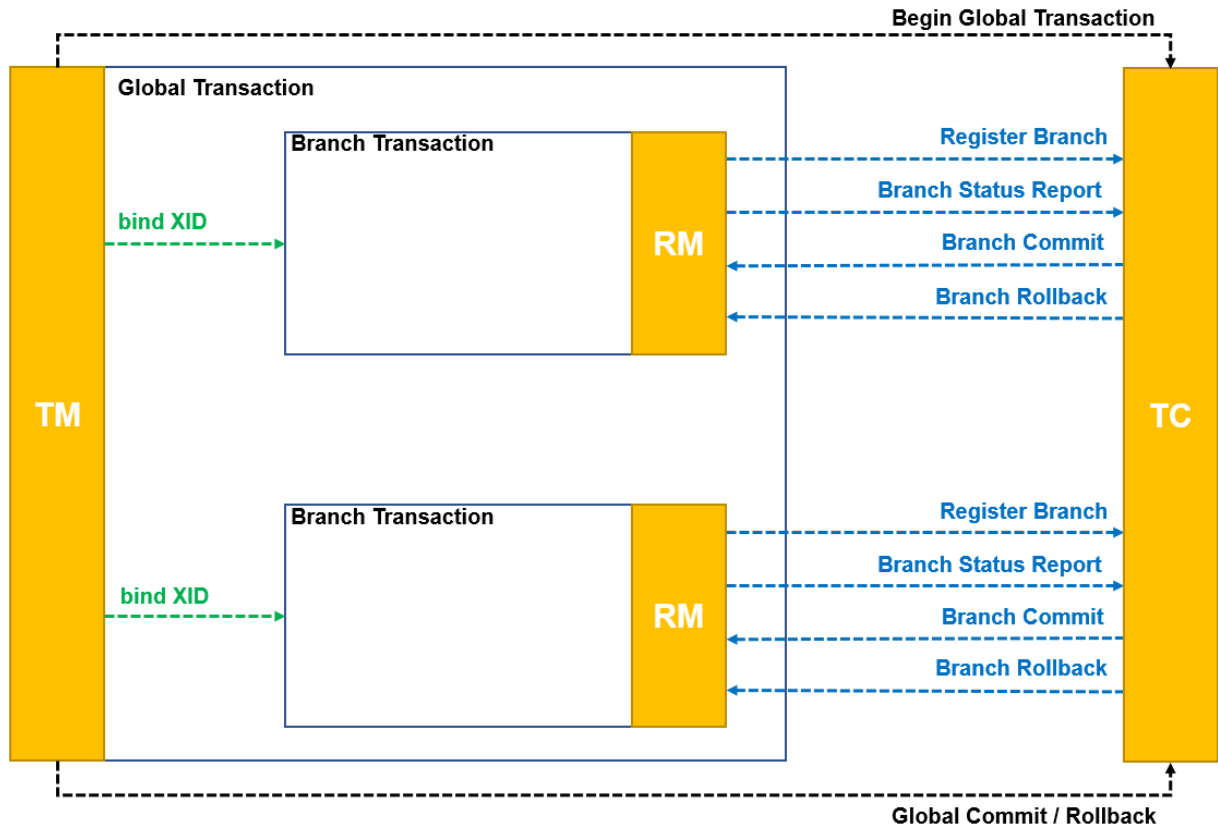 Begin Global Transaction
Global Transaction
Branch Transaction
Register Branch
Branch Status Report
bind XID
RM
Branch Commit
Branch Rollback
TM
TC
Branch Transaction
Register Branch
Branch Status Report
bind XID
RM
Branch Commit
Branch Rollback
Global Commit / Rollback